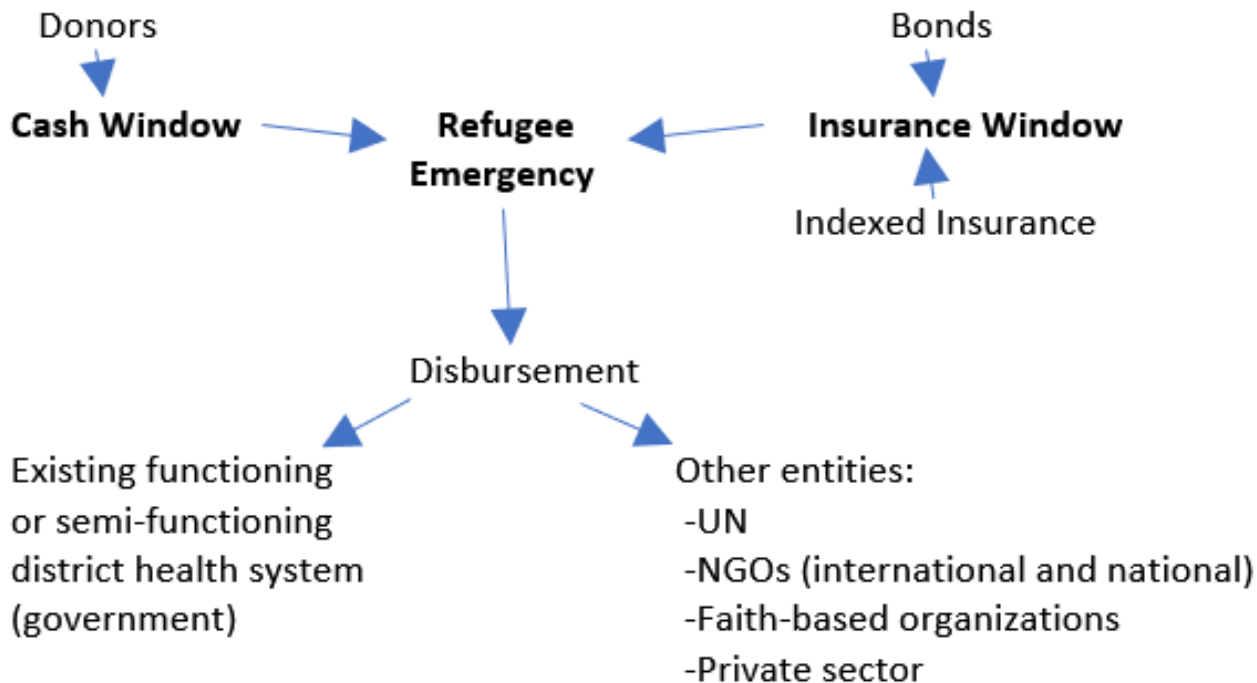 Donors
Bonds
Cash Window
Refugee
Emergency
Insurance Window
Indexed Insurance
Disbursement
Existing functioning
or semi-functioning
district health system
(government)
Other entities:
-UN
-NGOs (international and national)
-Faith-based organizations
-Private sector